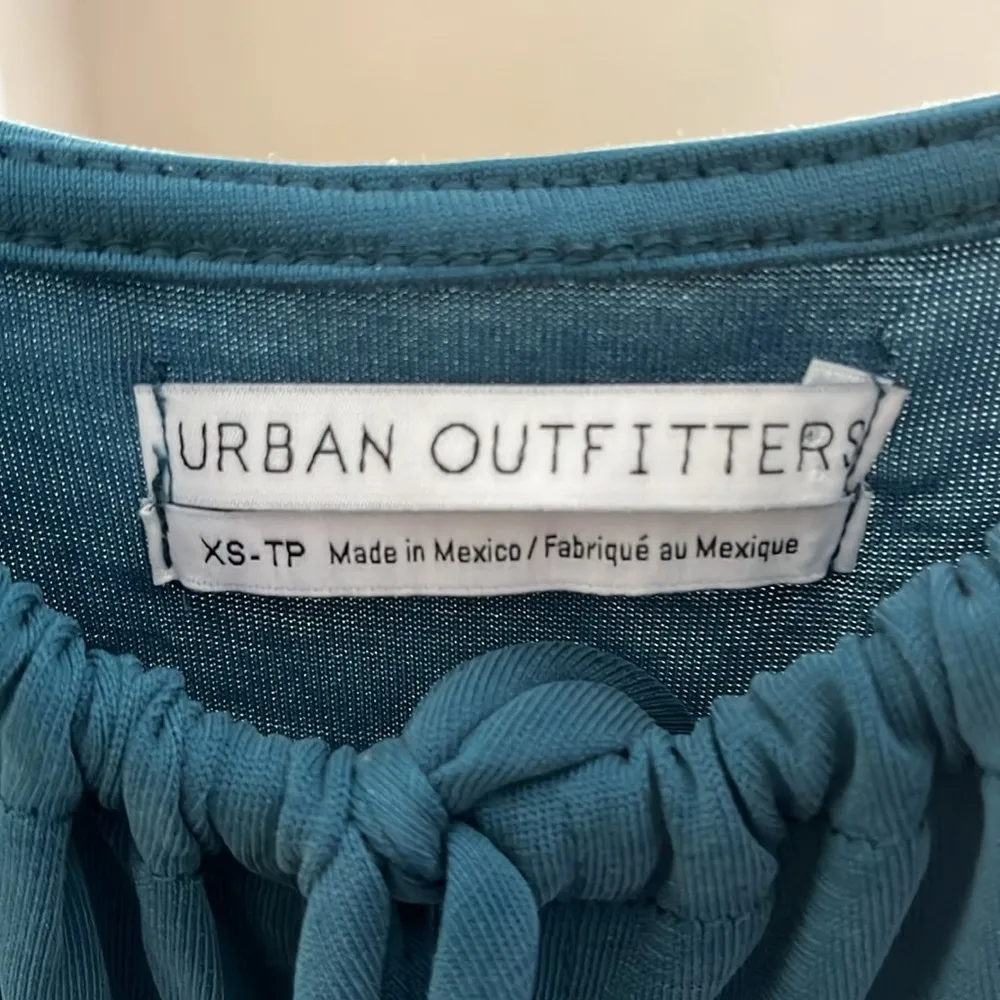 URBAN OUTFITTERS
XS-TP Made in Mexico / Fabriqué au Mexique